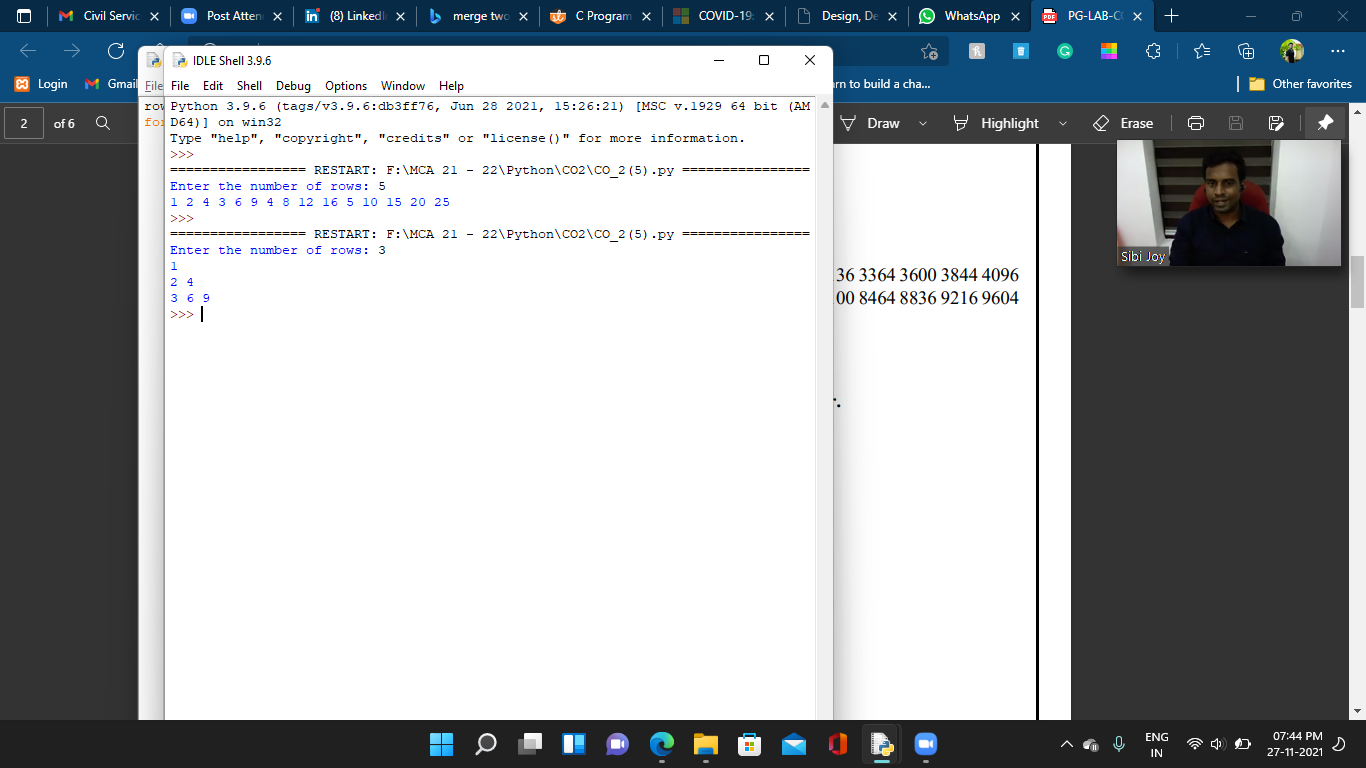 Civil Servic
Post Atten
(8) LinkedI
merge two
C Program
COVID-19:
Design, De
WhatsApp
PG-LAB-CO
Login
Gmail
rn to build a cha...
Other favorites
2 of 6
Draw
Highlight
Erase
IDLE Shell 3.9.6
File
File Edit Shell Debug Options Window Help
row
for
Python 3.9.6 (tags/v3.9.6:db3ff76, Jun 28 2021, 15:26:21) [MSC v.1929 64 bit (AM
D64)] on win32
Type "help", "copyright", "credits" or "license()" for more information.
>>>
================= RESTART: F:\MCA 21 - 22\Python\CO2\CO_2(5).py ================
Enter the number of rows: 5
1 2 4 3 6 9 4 8 12 16 5 10 15 20 25
>>>
================= RESTART: F:\MCA 21 - 22\Python\CO2\CO_2(5).py ================
Enter the number of rows: 3
1
2 4
3 6 9
>>>
Sibi Joy
36 3364 3600 3844 4096
00 8464 8836 9216 9604
ENG
IN
07:44 PM
27-11-2021